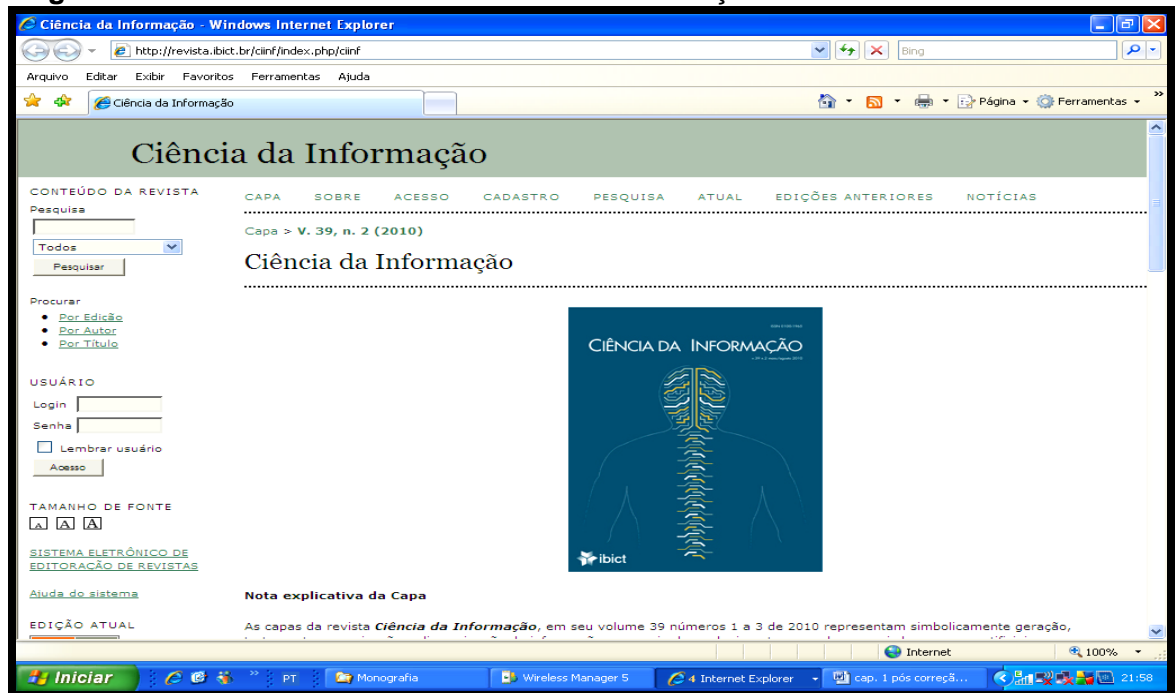 Ciência da Informação - Windows Internet Explorer
http://revista.ibict.br/ciinf/index.php/ciinf
Bing
Arquivo Editar Exibir Favoritos Ferramentas Ajuda
Ciência da Informação
Página Ferramentas
Ciência da Informação
CONTEÚDO DA REVISTA
Pesquisa
Todos
Pesquisar
Procurar
Por Edição
Por Autor
Por Título
USUÁRIO
Login
Senha
Lembrar usuário
Acesso
TAMANHO DE FONTE
A A A
SISTEMA ELETRÔNICO DE
EDITORAÇÃO DE REVISTAS
Ajuda do sistema
EDIÇÃO ATUAL
CAPA SOBRE ACESSO CADASTRO PESQUISA ATUAL EDIÇÕES ANTERIORES NOTÍCIAS
Capa > V. 39, n. 2 (2010)
Ciência da Informação
CIÊNCIA DA INFORMAÇÃO
ibict
Nota explicativa da Capa
As capas da revista Ciência da Informação, em seu volume 39 números 1 a 3 de 2010 representam simbolicamente geração,
Internet 100%
Iniciar PT Monografia Wireless Manager 5 4 Internet Explorer cap. 1 pós correçã... 21:58